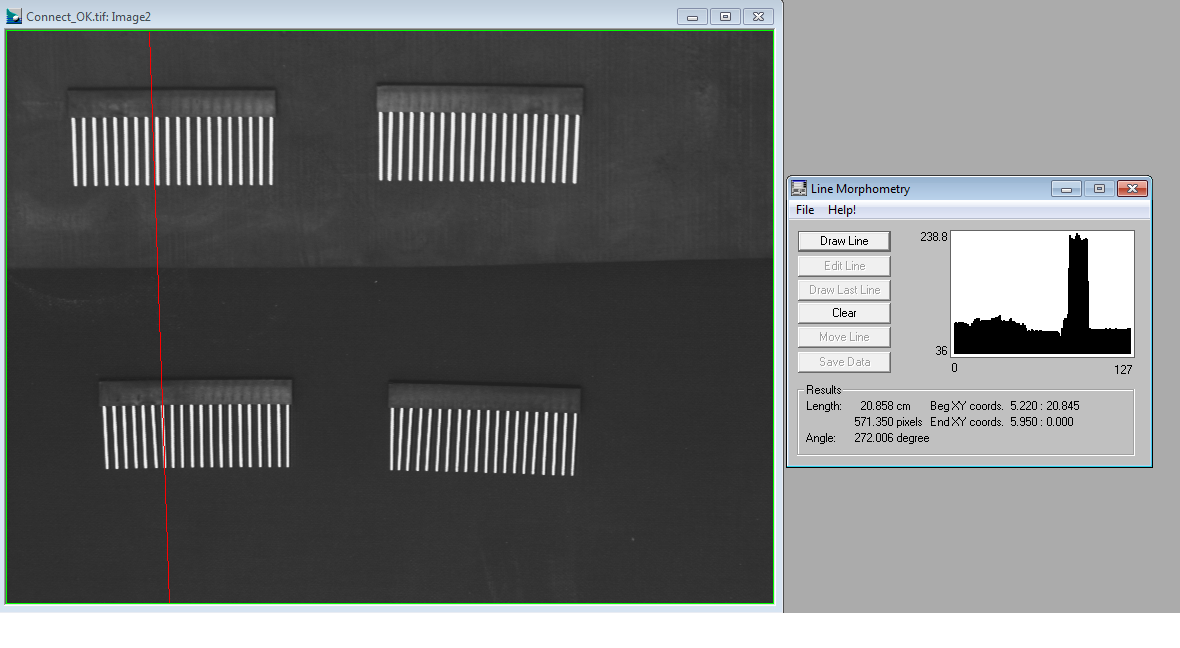 Connect_OK.tif: Image2
Line Morphometry
File Help!
Draw Line
Edit Line
Draw Last Line
Clear
Move Line
Save Data
238.8
36
0
127
Results
Length: 20.858 cm Beg XY coords. 5.220 : 20.845
571.350 pixels End XY coords. 5.950 : 0.000
Angle: 272.006 degree